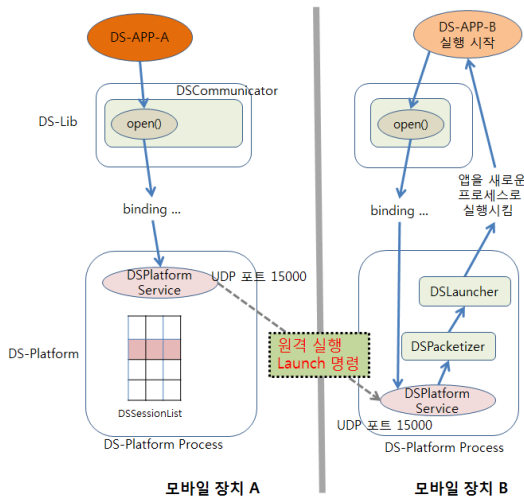 DS-APP-A
DSCommunicator
DS-Lib
open()
binding ...
DSPlatform
Service
UDP 포트 15000
DS-Platform
DSSessionList
DS-Platform Process
모바일 장치 A
원격 실행
Launch 명령
DS-APP-B
실행 시작
open()
binding ...
앱을 새로운
프로세스로
실행시킴
DSLauncher
DSPacketizer
DSPlatform
Service
UDP 포트 15000
DS-Platform Process
모바일 장치 B